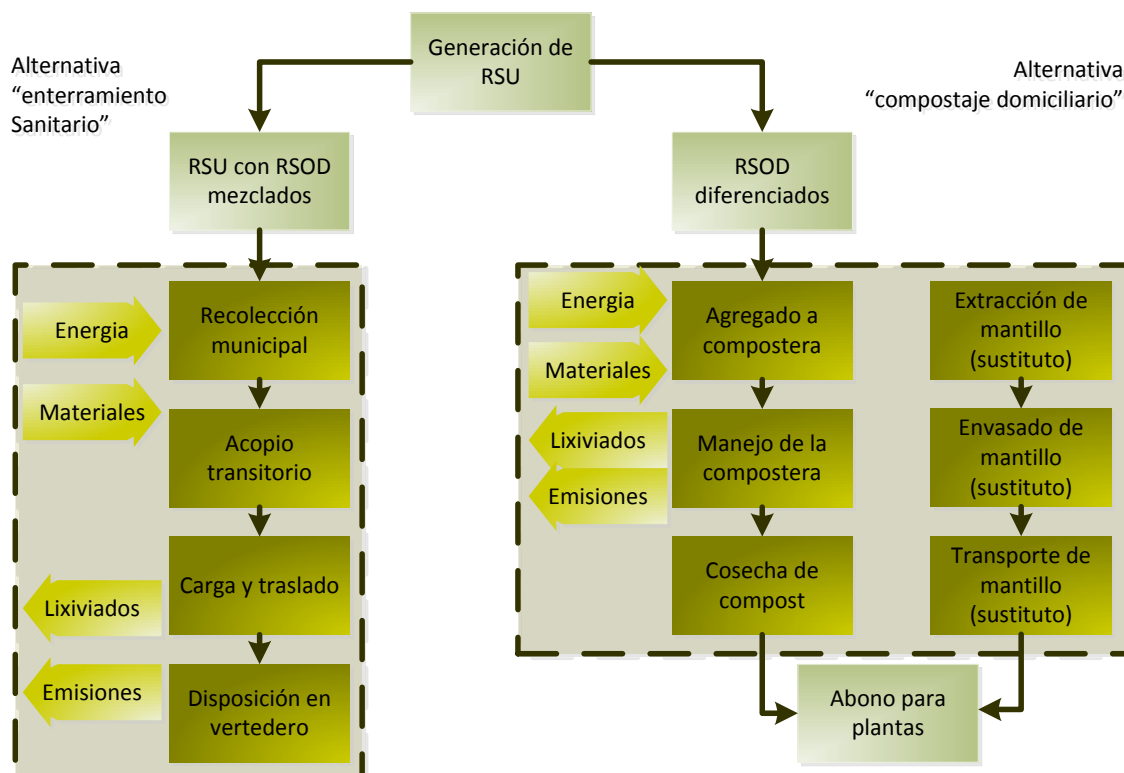 Generación de
RSU
Alternativa
“enterramiento
Sanitario”
Alternativa
“compostaje domiciliario”
RSU con RSOD
mezclados
RSOD
diferenciados
Energia
Materiales
Lixiviados
Emisiones
Recolección
municipal
Acopio
transitorio
Carga y traslado
Disposición en
vertedero
Energia
Materiales
Lixiviados
Emisiones
Agregado a
compostera
Manejo de la
compostera
Cosecha de
compost
Extracción de
mantillo
(sustituto)
Envasado de
mantillo
(sustituto)
Transporte de
mantillo
(sustituto)
Abono para
plantas